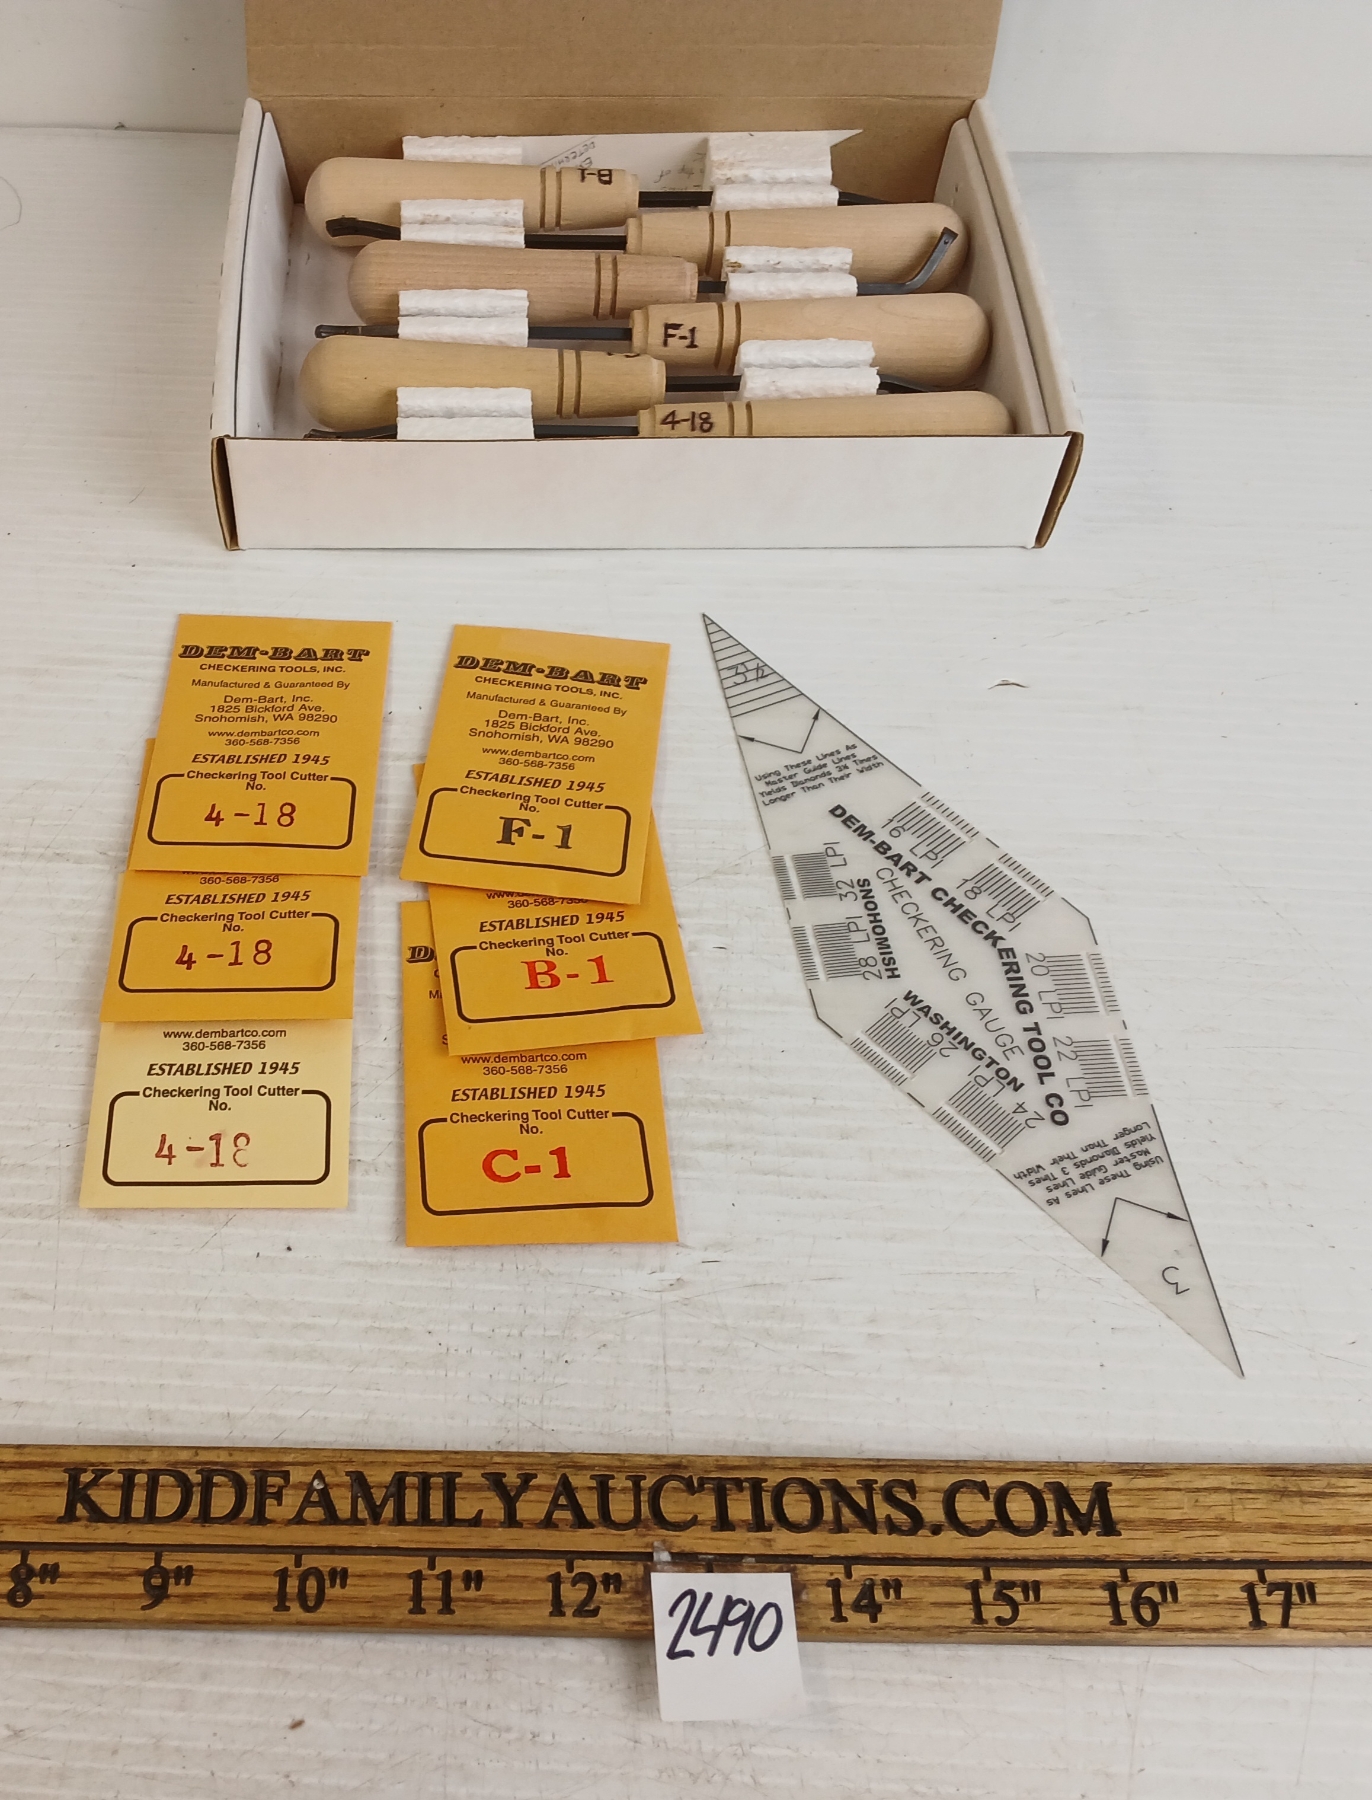 B-1
F-1
4-18
DEM-BART
CHECKERING TOOLS, INC.
Manufactured & Guaranteed By
Dem-Bart, Inc.
1825 Bickford Ave.
Snohomish, WA 98290
www.dembartco.com
360-568-7356
ESTABLISHED 1945
Checkering Tool Cutter
No.
4-18
360-568-7356
ESTABLISHED 1945
Checkering Tool Cutter
No.
4-18
www.dembartco.com
360-568-7356
ESTABLISHED 1945
Checkering Tool Cutter
No.
4-18
DEM-BART
CHECKERING TOOLS, INC.
Manufactured & Guaranteed By
Dem-Bart, Inc.
1825 Bickford Ave.
Snohomish, WA 98290
www.dembartco.com
360-568-7356
ESTABLISHED 1945
Checkering Tool Cutter
No.
F-1
ESTABLISHED 1945
Checkering Tool Cutter
No.
B-1
www.dembartco.com
360-568-7356
ESTABLISHED 1945
Checkering Tool Cutter
No.
C-1
Using These Lines As
Master Guide Lines
Yields Diamonds 3¼ Times
Longer Than Their Width
16 LPI
18 LPI
20 LPI
22 LPI
24 LPI
26 LPI
28 LPI
32 LPI
DEM-BART CHECKERING TOOL CO
CHECKERING GAUGE
SNOHOMISH
WASHINGTON
Using These Lines As
Master Guide Lines
Yields Diamonds 3 Times
Longer Than Their Width
3
KIDDFAMILYAUCTIONS.COM
8" 9" 10" 11" 12" 14" 15" 16" 17"
2490